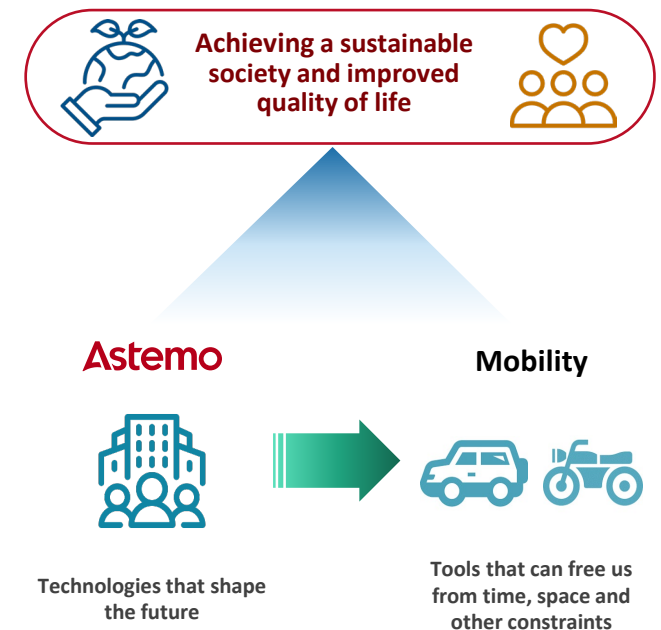 Achieving a sustainable
society and improved
quality of life
Astemo
Mobility
Technologies that shape
the future
Tools that can free us
from time, space and
other constraints